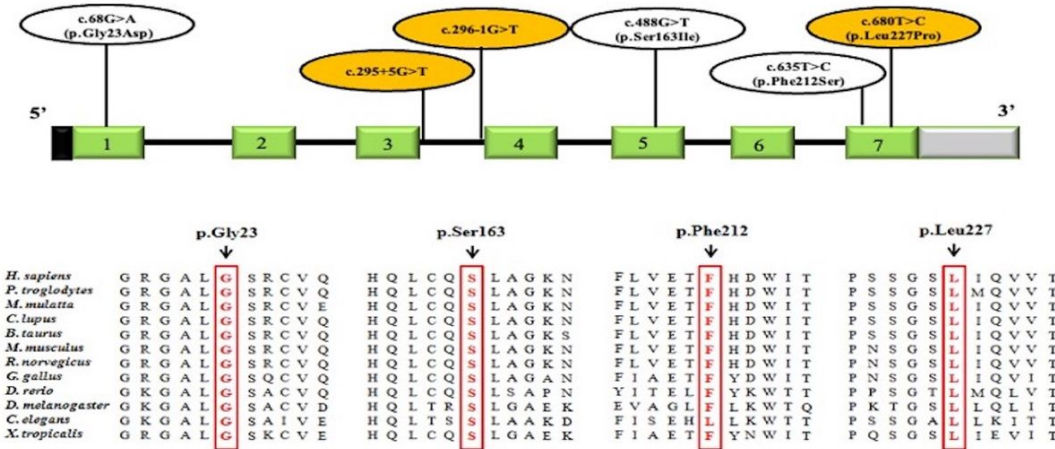 c.68G>A
(p.Gly23Asp)
c.296-1G>T
c.488G>T
(p.Ser163Ile)
c.680T>C
(p.Leu227Pro)
c.295+5G>T
c.635T>C
(p.Phe212Ser)
5’
3’
1 2 3 4 5 6 7
p.Gly23 p.Ser163 p.Phe212 p.Leu227
H. sapiens G R G A L G S R C V Q H Q L C Q S L A G K N F L V E T F H D W I T P S S G S L I Q V V T
P. troglodytes G R G A L G S R C V Q H Q L C Q S L A G K N F L V E T F H D W I T P S S G S L M Q V V T
M. mulatta G R G A L G S R C V E H Q L C Q S L A G K N F L V E T F H D W I T P S S G S L I Q V V T
C. lupus G R G A L G S R C V Q H Q L C Q S L A G K N F L V E T F H D W I T P S S G S L I Q V V T
B. taurus G R G A L G S R C V Q H Q L C Q S L A G K S F L V E T F H D W I T P S S G S L I Q V V T
M. musculus G R G A L G S R C V Q H Q L C Q S L A G K N F L V E T F H D W I T P N S G S L I Q V V T
R. norvegicus G R G A L G S R C V Q H Q L C Q S L A G K N F L V E T F H D W I T P N S G S L I Q V V T
G. gallus G R G A L G S Q C V Q H Q L C Q S L A G A N F I A E T F Y D W I T P N S G S L I Q V I T
D. rerio G K G A L G S A C V Q H Q L C Q S L S A P N Y I T E L F Y K W T T P P S G T L M Q L V T
D. melanogaster G K G A L G S A C V D H Q L T R S L G A E K E V A G L F L K W T Q P K T G S L L Q L I T
C. elegans G K G A L G S A I V E H Q L T S S L A A K D F I S E H L L K W T T P S S G A L L K I T T
X. tropicalis G R G A L G S K C V E H Q L C Q S L G A E K F I A E T F Y N W I T P Q S G S L I E V I T